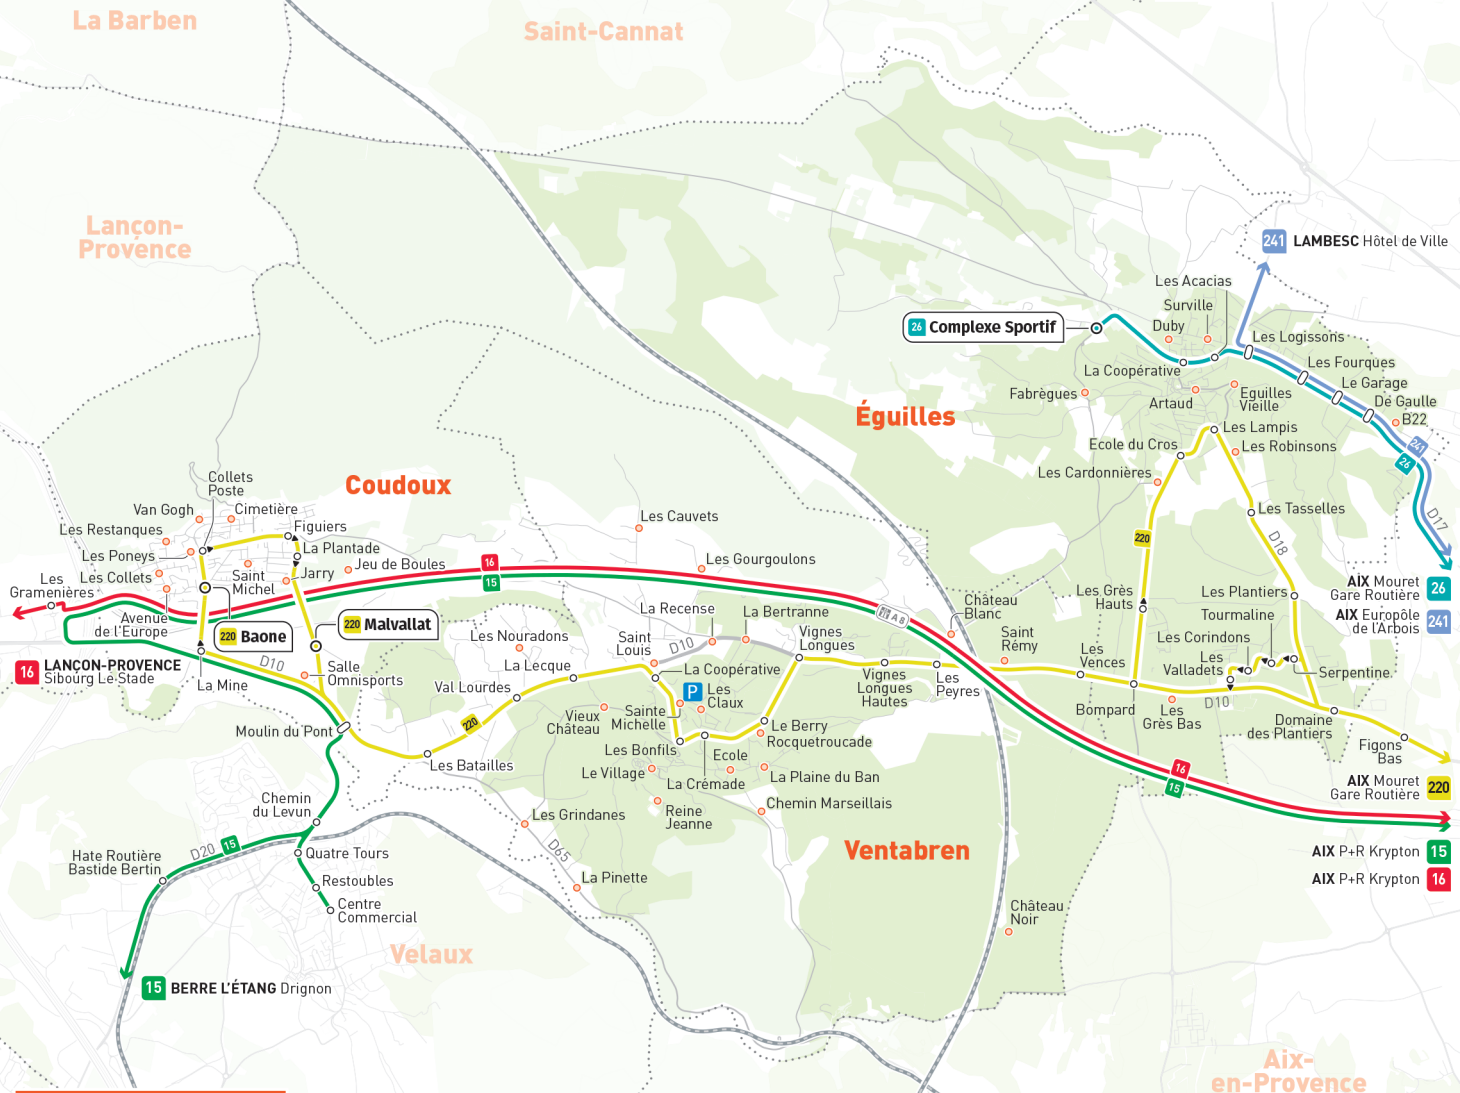 La Barben
Saint-Cannat
Lançon-
Provence
241 LAMBESC Hôtel de Ville
Les Acacias
Surville
Duby
26 Complexe Sportif
Les Logissons
Les Fourques
La Coopérative
Le Garage
De Gaulle
Fabrègues
Artaud
Eguilles
Vieille
B22
Éguilles
Les Lampis
Ecole du Cros
Les Robinsons
241
26
Les Cardonnières
Collets
Poste
Coudoux
Van Gogh
Cimetière
Les Tasselles
D17
Les Restanques
Figuiers
Les Cauvets
220
D18
Les Poneys
La Plantade
Jeu de Boules
16
Les Gourgoulons
Les
Gramenières
Les Collets
Saint
Michel
Jarry
15
AIX Mouret
Gare Routière
26
Les Grès
Hauts
Les Plantiers
Château
Blanc
A 8
La Recense
La Bertranne
Tourmaline
AIX Europôle
de l'Arbois
241
Avenue
de l'Europe
220 Baone
220 Malvallat
Les Nouradons
Saint
Louis
D10
Vignes
Longues
Saint
Rémy
Les Corindons
16 LANÇON-PROVENCE
Sibourg Le Stade
D10
Salle
Omnisports
La Lecque
La Coopérative
Les
Vences
Les
Valladets
Serpentine
La Mine
Val Lourdes
P
Les
Claux
Vignes
Longues
Hautes
Les
Peyres
Moulin du Pont
220
Vieux
Château
Sainte
Michelle
Le Berry
Bompard
Les
Grès Bas
D10
Domaine
des Plantiers
Les Bonfils
Ecole
Rocquetroucade
Figons
Bas
Les Batailles
Le Village
La Crémade
La Plaine du Ban
16
15
AIX Mouret
Gare Routière
220
Chemin
du Levun
Les Grindanes
Reine
Jeanne
Chemin Marseillais
D20
15
Quatre Tours
D65
Ventabren
AIX P+R Krypton 15
Hate Routière
Bastide Bertin
Restoubles
La Pinette
AIX P+R Krypton 16
Centre
Commercial
Château
Noir
Velaux
15 BERRE L'ÉTANG Drignon
Aix-
en-Provence